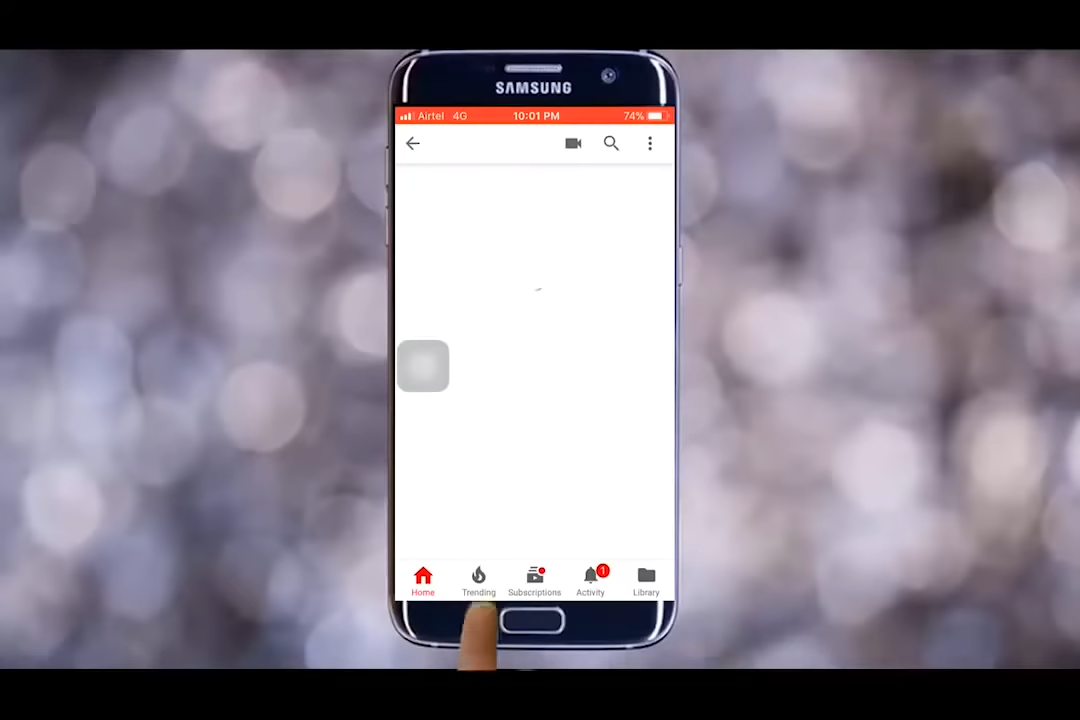 SAMSUNG
Airtel 4G 10:01 PM 74%
1
Home Trending Subscriptions Activity Library